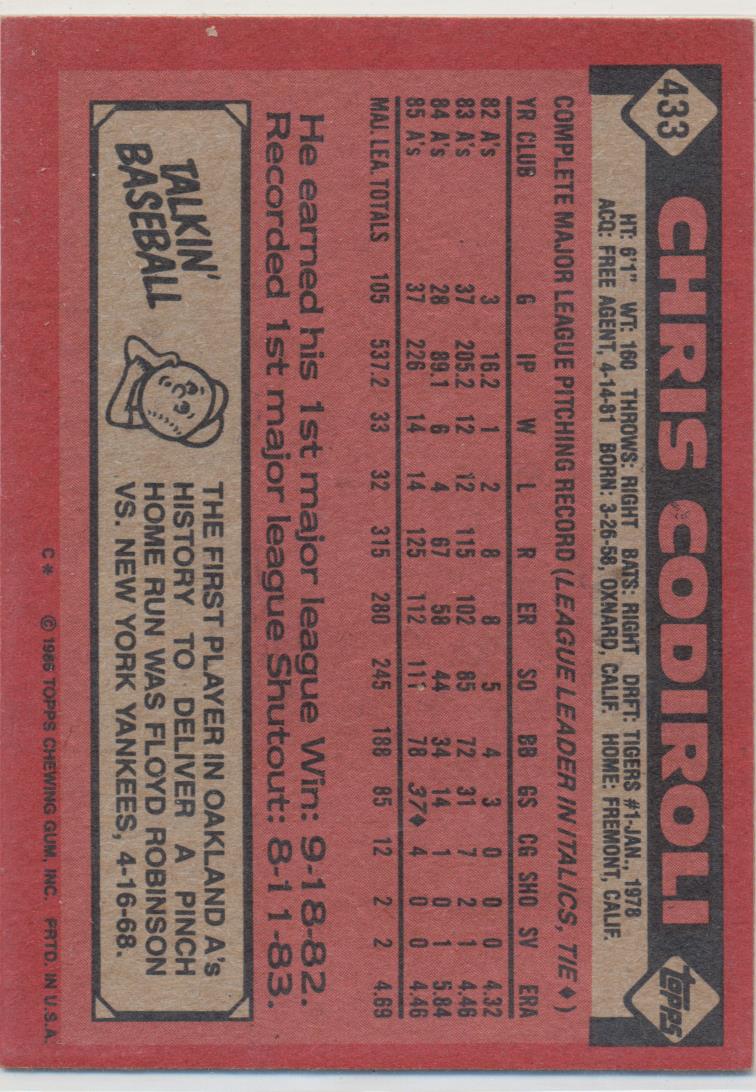 433
CHRIS CODIROLI
topps
HT: 6'1" WT: 160 THROWS: RIGHT BATS: RIGHT DRFT: TIGERS #1-JAN., 1978
ACQ: FREE AGENT, 4-14-81 BORN: 3-26-58, OXNARD, CALIF. HOME: FREMONT, CALIF.
COMPLETE MAJOR LEAGUE PITCHING RECORD (LEAGUE LEADER IN ITALICS, TIE ♦)
YR CLUB G IP W L R ER SO BB GS CG SHO SV ERA
82 A's 3 16.2 1 2 8 8 5 4 3 0 0 0 4.32
83 A's 37 205.2 12 12 115 102 85 72 31 7 2 1 4.46
84 A's 28 89.1 6 4 67 58 44 34 14 1 0 1 5.84
85 A's 37 226 14 14 125 112 111 78 37♦ 4 0 0 4.46
MAJ. LEA. TOTALS 105 537.2 33 32 315 280 245 188 85 12 2 2 4.69
He earned his 1st major league Win: 9-18-82.
Recorded 1st major league Shutout: 8-11-83.
TALKIN'
BASEBALL
THE FIRST PLAYER IN OAKLAND A's
HISTORY TO DELIVER A PINCH
HOME RUN WAS FLOYD ROBINSON
VS. NEW YORK YANKEES, 4-16-68.
C* © 1986 TOPPS CHEWING GUM, INC. PRTD. IN U.S.A.